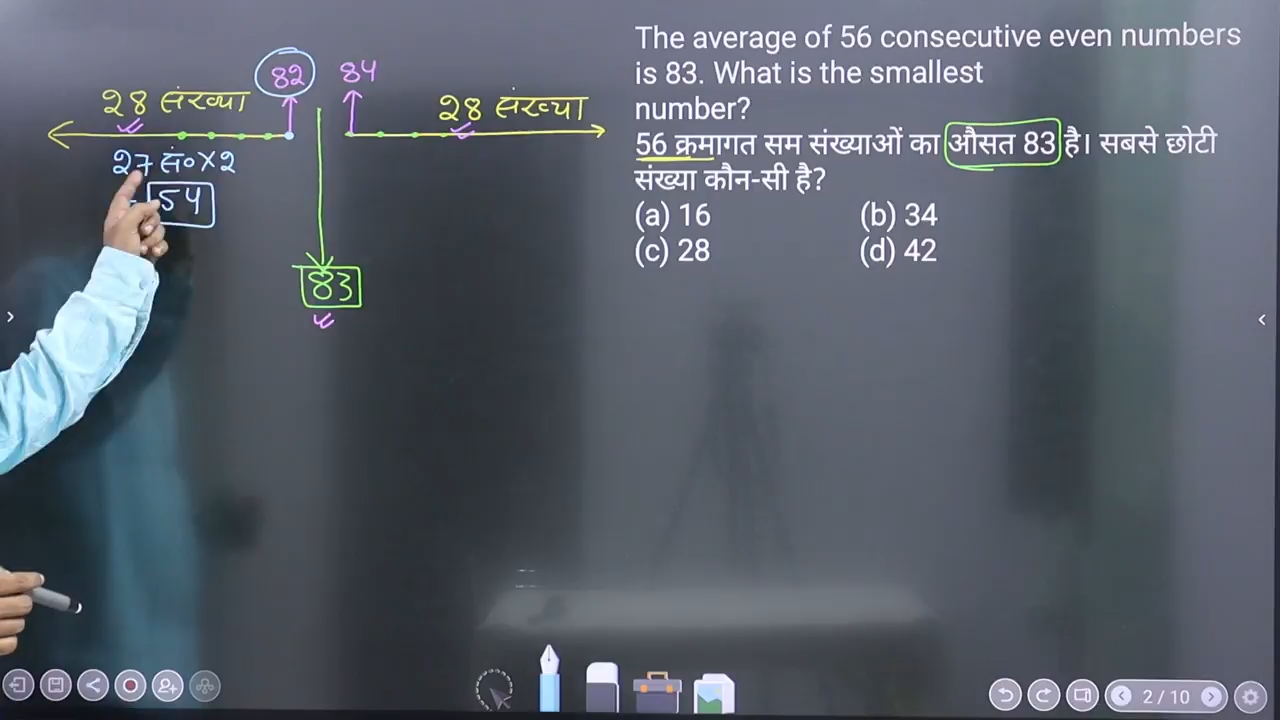 82 84
28 संख्या
28 संख्या
27 सं० X 2
54
83
The average of 56 consecutive even numbers
is 83. What is the smallest
number?
56 क्रमागत सम संख्याओं का औसत 83 है। सबसे छोटी
संख्या कौन-सी है?
(a) 16 (b) 34
(c) 28 (d) 42
2 / 10